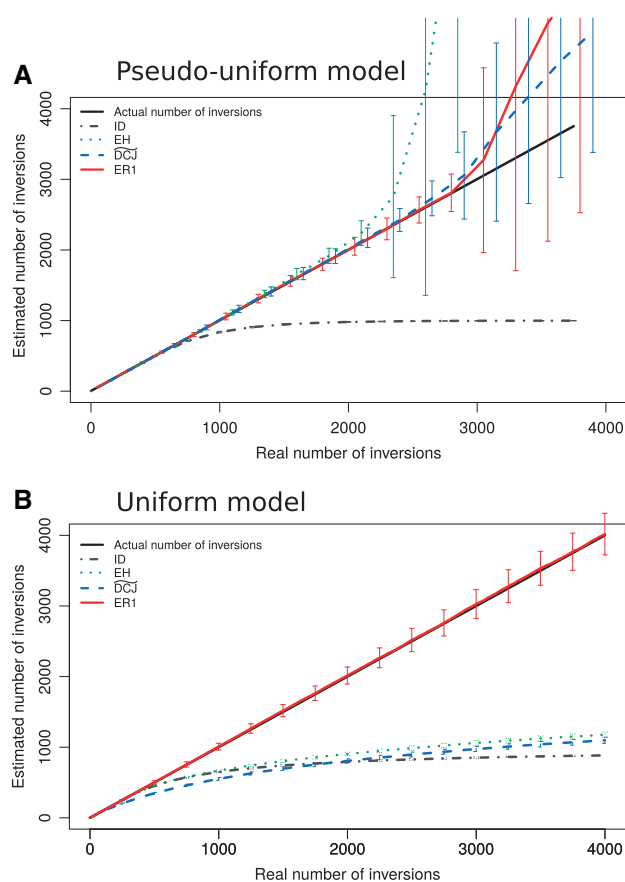 A
Pseudo-uniform model
Estimated number of inversions
4000
3000
2000
1000
0
Actual number of inversions
ID
EH
DCJ
ER1
0 1000 2000 3000 4000
Real number of inversions
B
Uniform model
Estimated number of inversions
4000
3000
2000
1000
0
Actual number of inversions
ID
EH
DCJ
ER1
0 1000 2000 3000 4000
Real number of inversions